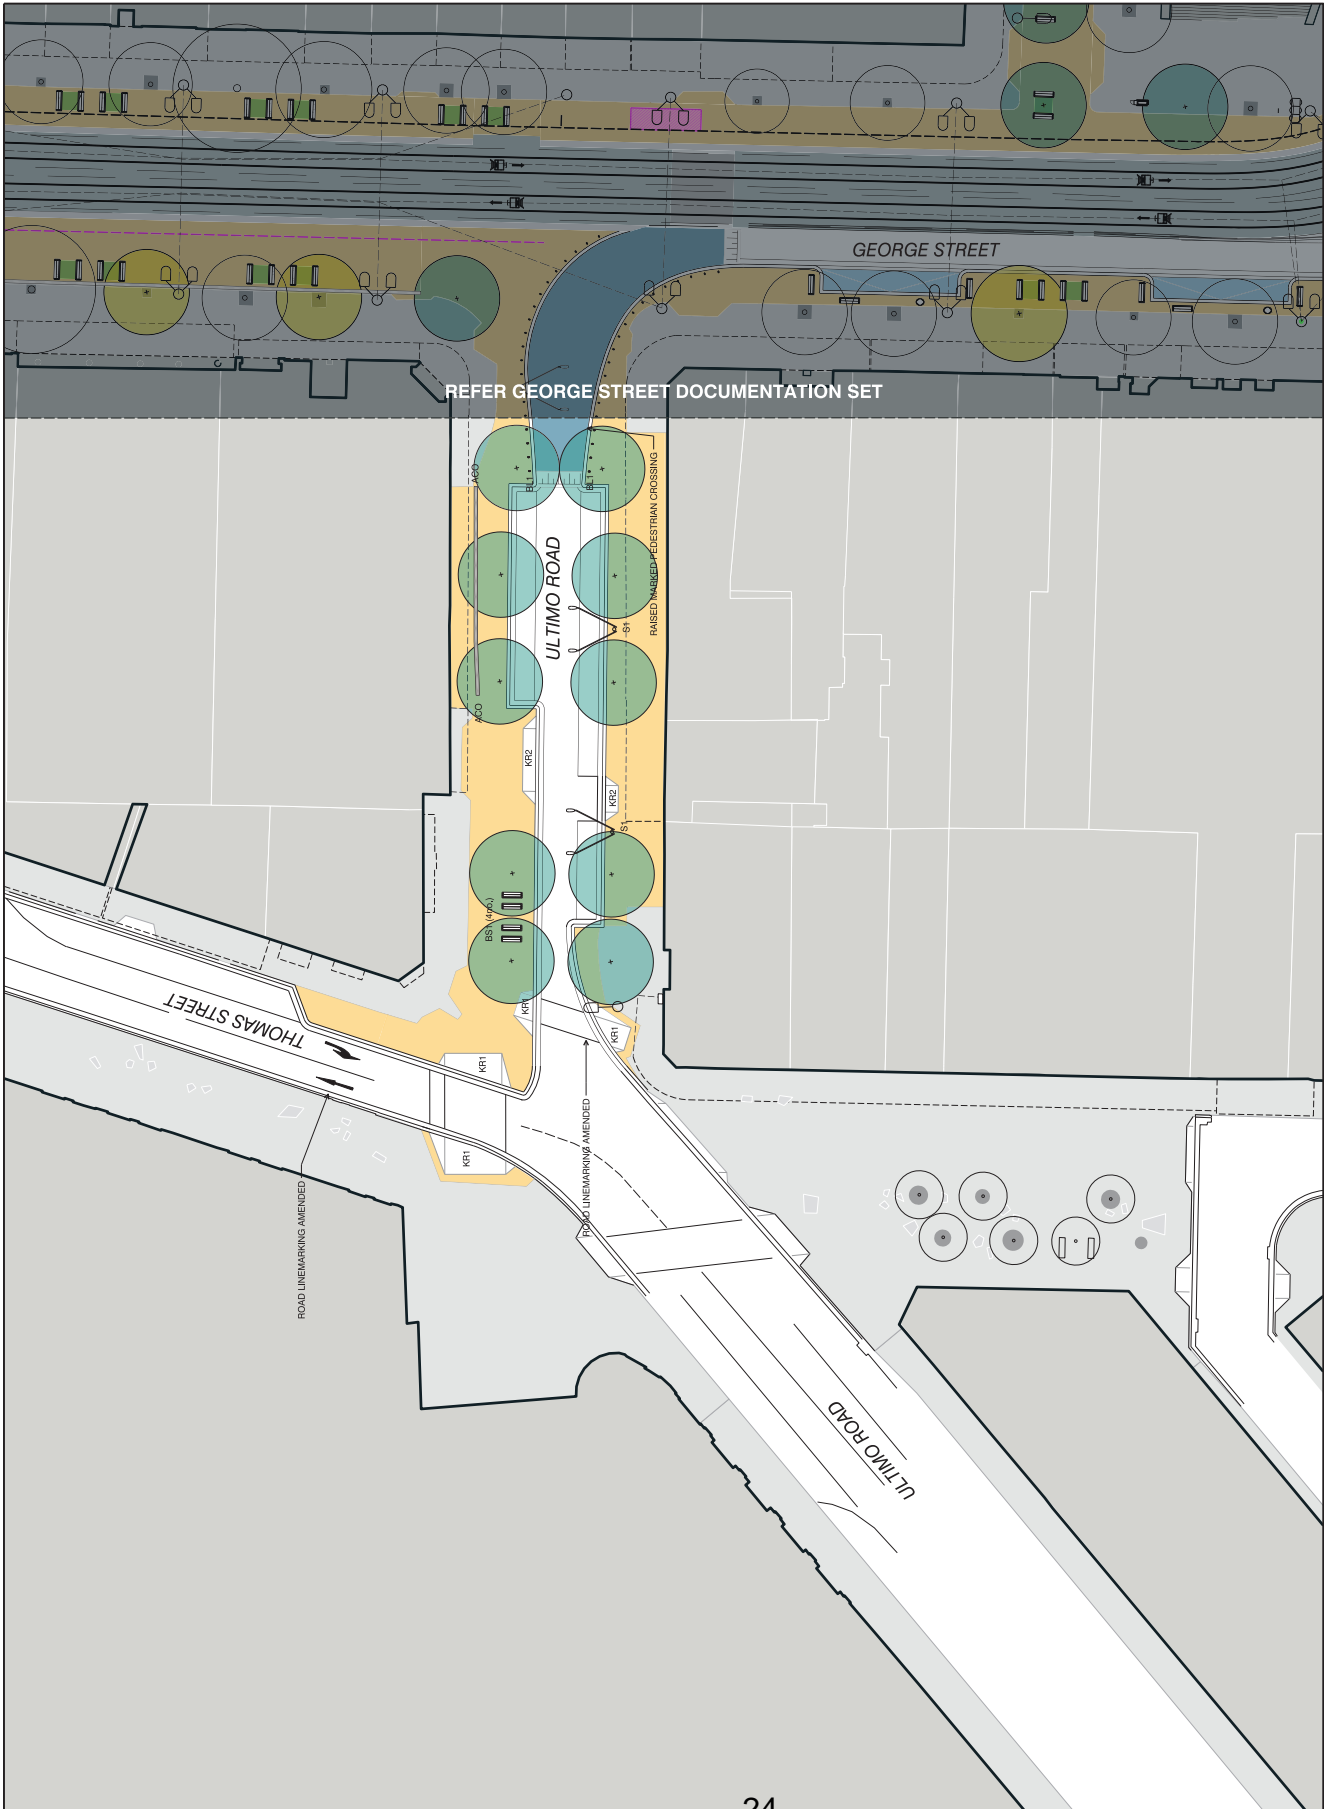 GEORGE STREET
REFER GEORGE STREET DOCUMENTATION SET
ACO
BL1
BL1
RAISED MARKED PEDESTRIAN CROSSING
ULTIMO ROAD
S1
ACO
KR2
KR2
S1
BS1 (4no.)
THOMAS STREET
KR1
KR1
KR1
KR1
ROAD LINEMARKING AMENDED
ROAD LINEMARKING AMENDED
ULTIMO ROAD
24